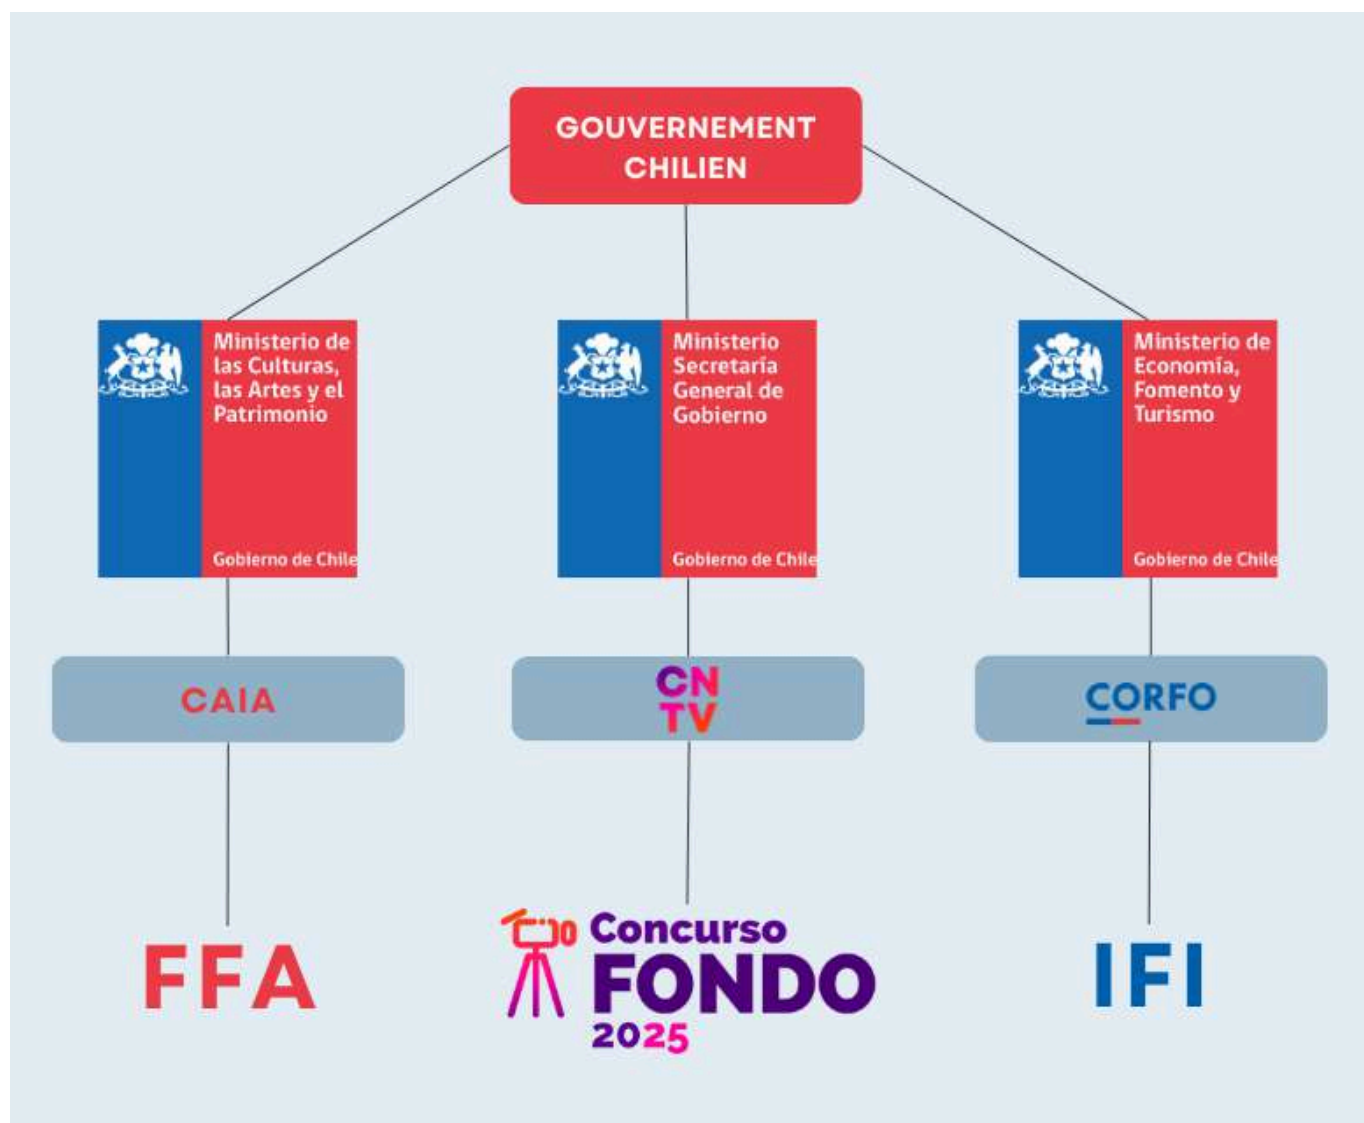 GOUVERNEMENT
CHILIEN
Ministerio de
las Culturas,
las Artes y el
Patrimonio
Gobierno de Chile
Ministerio
Secretaría
General de
Gobierno
Gobierno de Chile
Ministerio de
Economía,
Fomento y
Turismo
Gobierno de Chile
CAIA
CN
TV
CORFO
FFA
Concurso
FONDO
2025
IFI